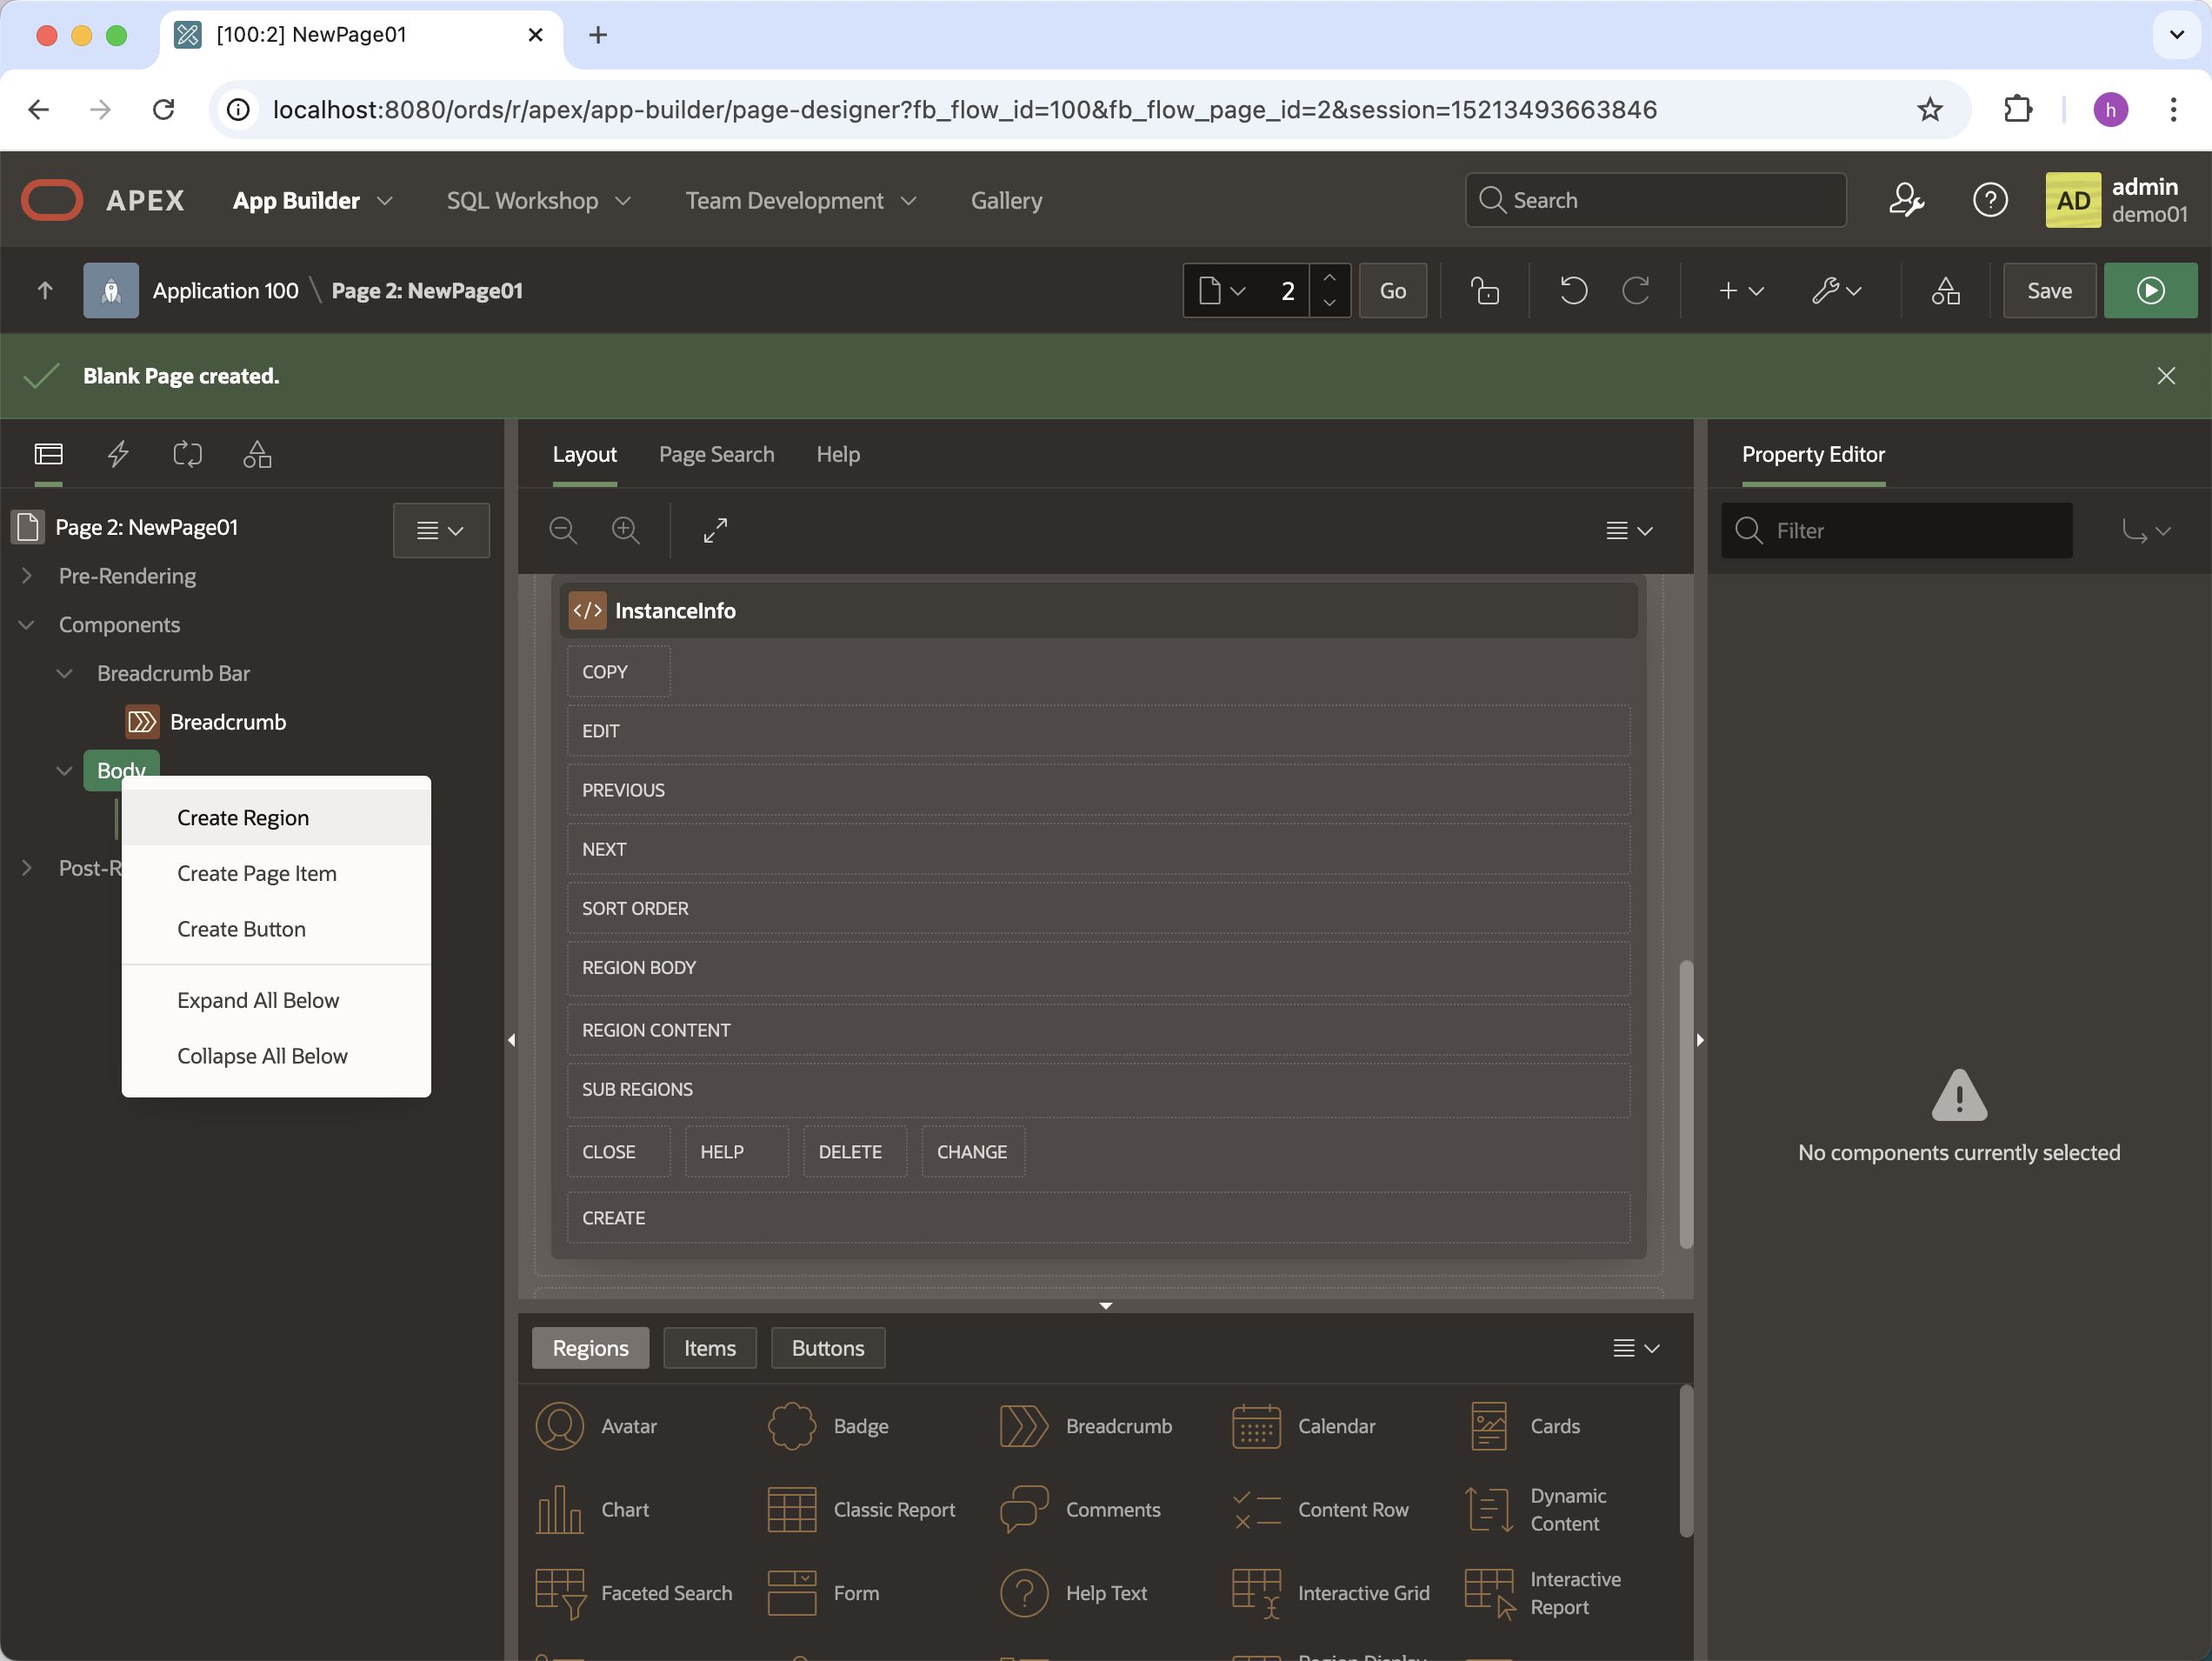 [100:2] NewPage01
localhost:8080/ords/r/apex/app-builder/page-designer?fb_flow_id=100&fb_flow_page_id=2&session=15213493663846
h
APEX App Builder SQL Workshop Team Development Gallery Search AD admin
demo01
Application 100 \ Page 2: NewPage01 2 Go Save
Blank Page created.
Layout Page Search Help Property Editor
Page 2: NewPage01
Filter
Pre-Rendering
Components
Breadcrumb Bar
Breadcrumb
Body
Create Region
Create Page Item
Post-R
Create Button
Expand All Below
Collapse All Below
InstanceInfo
COPY
EDIT
PREVIOUS
NEXT
SORT ORDER
REGION BODY
REGION CONTENT
SUB REGIONS
CLOSE HELP DELETE CHANGE
CREATE
No components currently selected
Regions Items Buttons
Avatar Badge Breadcrumb Calendar Cards
Chart Classic Report Comments Content Row Dynamic
Content
Faceted Search Form Help Text Interactive Grid Interactive
Report
Region Display